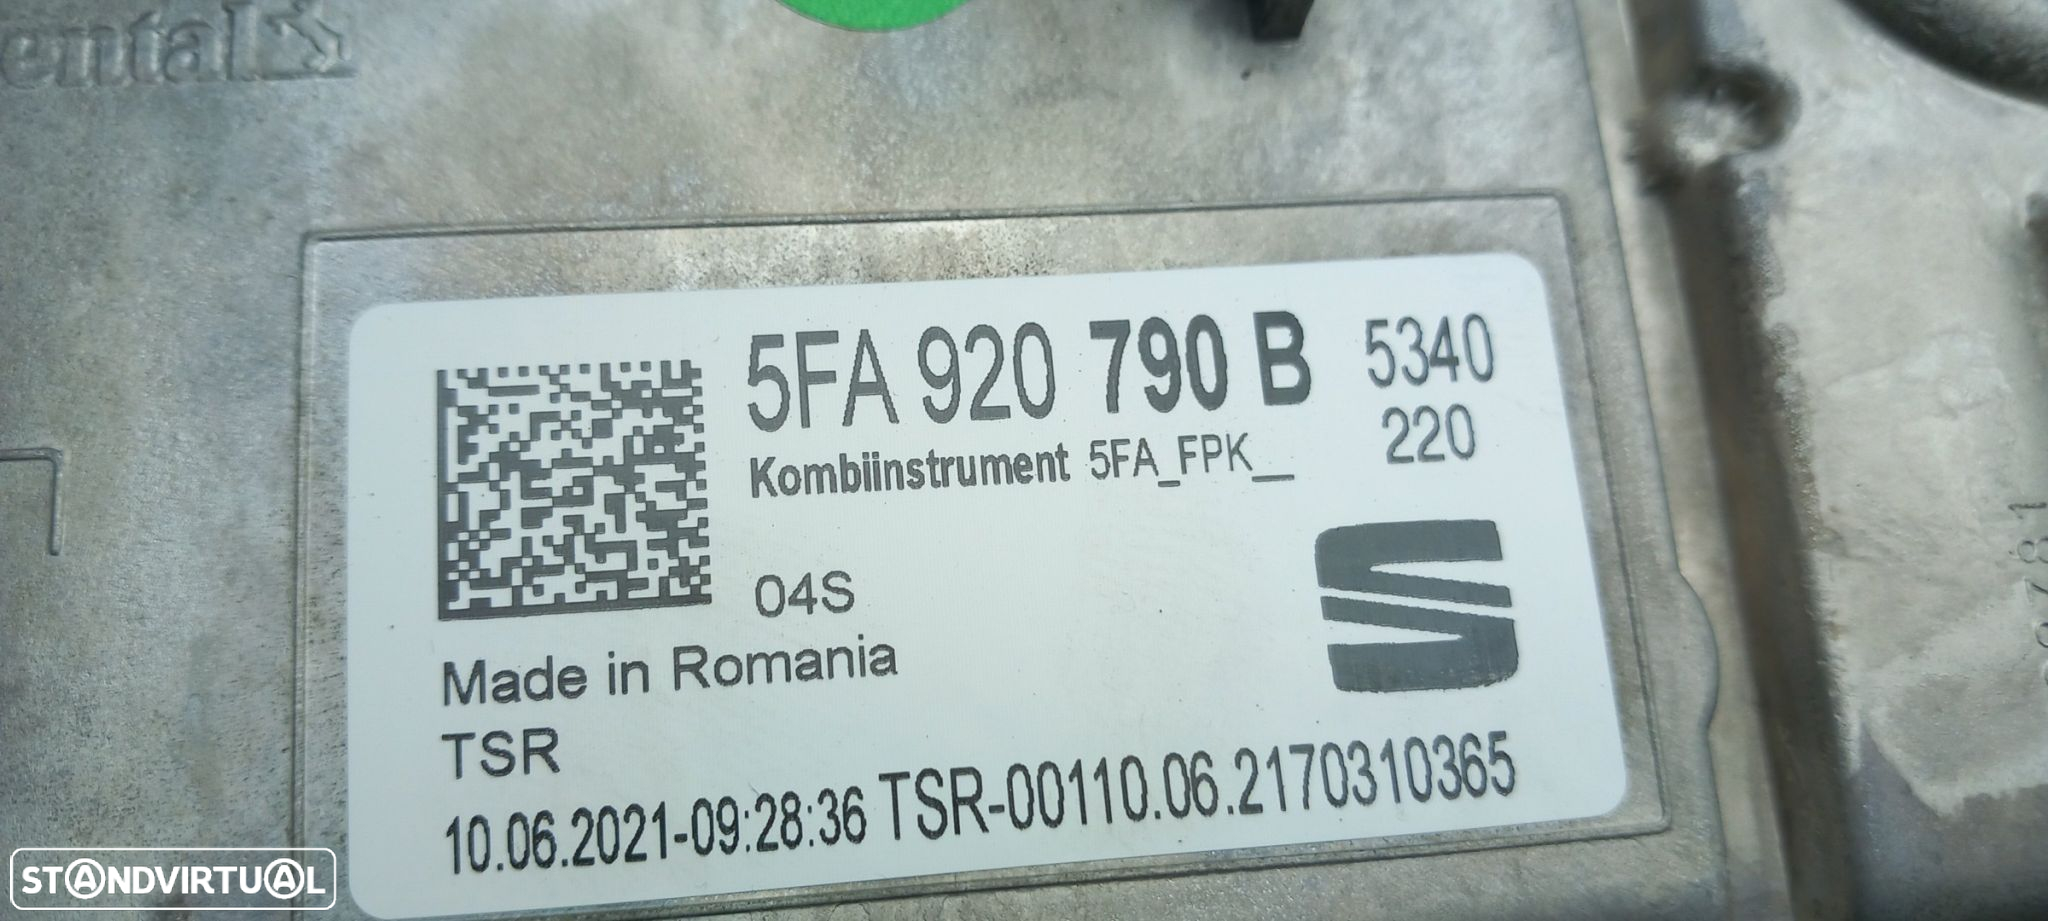 ental
5FA 920 790 B 5340
Kombiinstrument 5FA_FPK__ 220
04S
Made in Romania
TSR
10.06.2021-09:28:36 TSR-00110.06.2170310365
STANDVIRTUAL